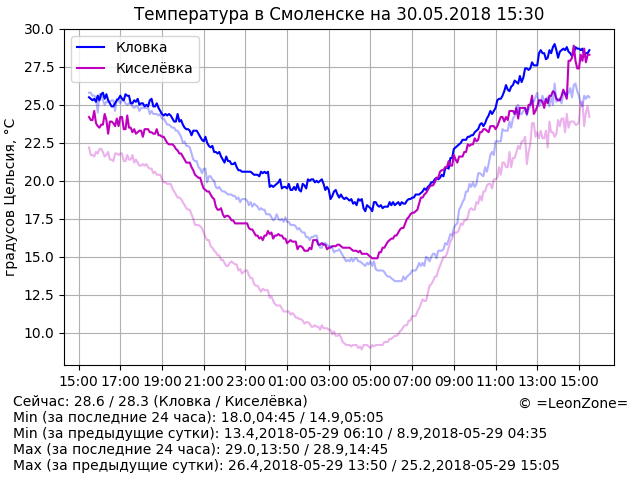 Температура в Смоленске на 30.05.2018 15:30
30.0
27.5
25.0
22.5
20.0
17.5
15.0
12.5
10.0
градусов Цельсия, °C
Кловка
Киселёвка
15:00 17:00 19:00 21:00 23:00 01:00 03:00 05:00 07:00 09:00 11:00 13:00 15:00
Сейчас: 28.6 / 28.3 (Кловка / Киселёвка)
© =LeonZone=
Min (за последние 24 часа): 18.0,04:45 / 14.9,05:05
Min (за предыдущие сутки): 13.4,2018-05-29 06:10 / 8.9,2018-05-29 04:35
Max (за последние 24 часа): 29.0,13:50 / 28.9,14:45
Max (за предыдущие сутки): 26.4,2018-05-29 13:50 / 25.2,2018-05-29 15:05